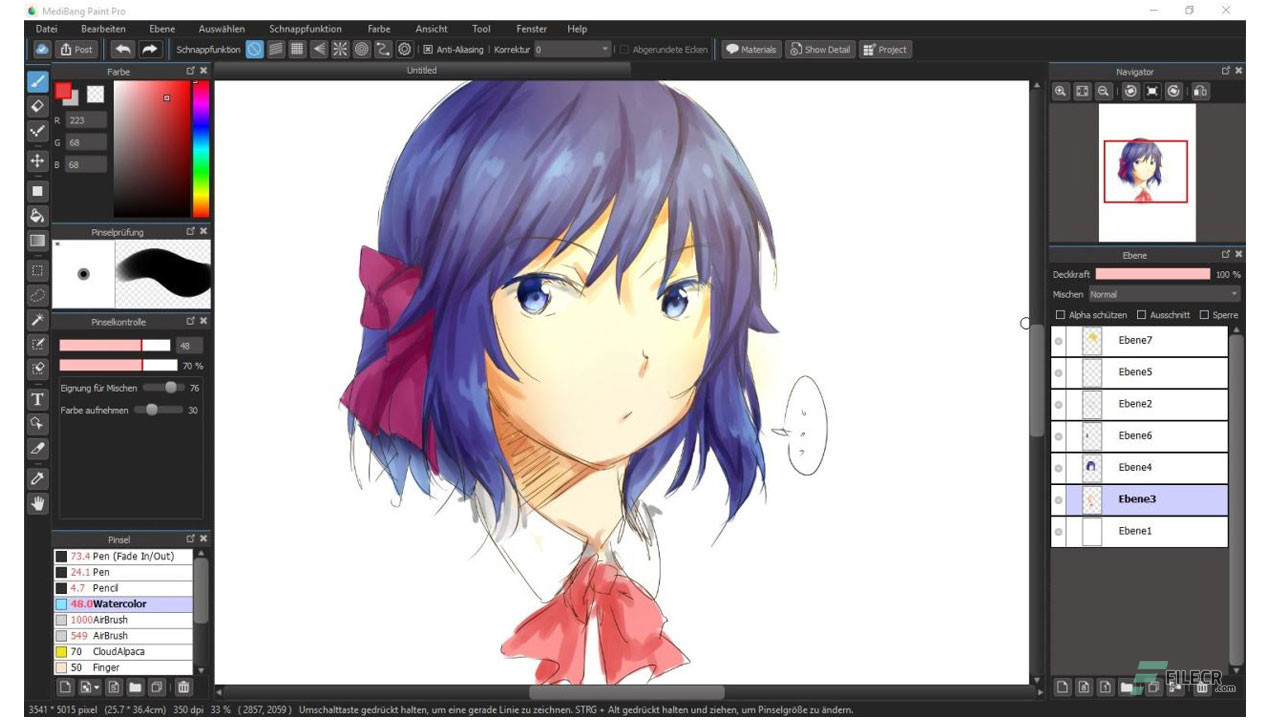 MediBang Paint Pro
Datei Bearbeiten Ebene Auswählen Schnappfunktion Farbe Ansicht Tool Fenster Help
Post Schnappfunktion Anti-Aliasing Korrektur 0 Abgerundete Ecken Materials Show Detail Project
Farbe
Untitled
Navigator
R 223
G 68
B 68
Pinselprüfung
Pinselkontrolle
48
70 %
Eignung für Mischen 76
Farbe aufnehmen 30
Pinsel
73.4 Pen (Fade In/Out)
24.1 Pen
4.7 Pencil
48.0 Watercolor
1000 AirBrush
549 AirBrush
70 CloudAlpaca
50 Finger
Ebene
Deckkraft 100 %
Mischen Normal
Alpha schützen Ausschnitt Sperre
Ebene7
Ebene5
Ebene2
Ebene6
Ebene4
Ebene3
Ebene1
FILECR
.com
3541 * 5015 pixel (25.7 * 36.4cm) 350 dpi 33 % ( 2857, 2059 ) Umschalttaste gedrückt halten, um eine gerade Linie zu zeichnen. STRG + Alt gedrückt halten und ziehen, um Pinselgröße zu ändern.